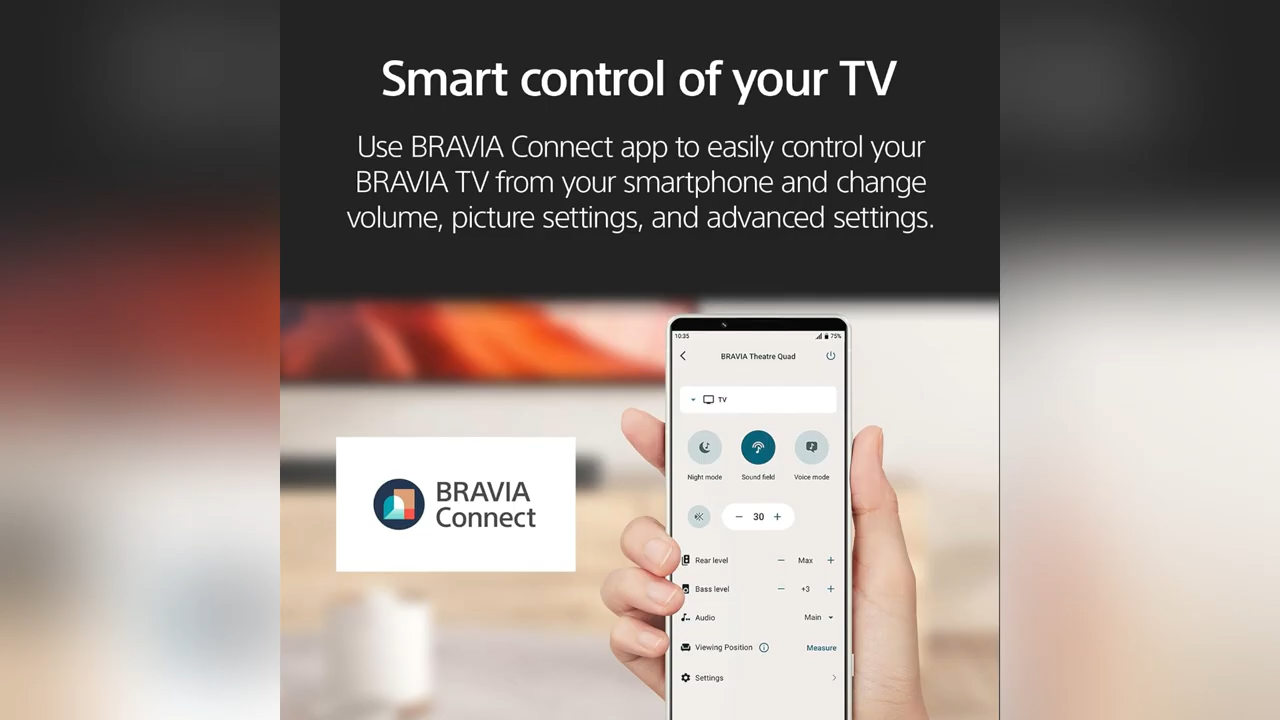 Smart control of your TV
Use BRAVIA Connect app to easily control your
BRAVIA TV from your smartphone and change
volume, picture settings, and advanced settings.
10:35
75%
BRAVIA Theatre Quad
TV
Night mode
Sound field
Voice mode
− 30 +
Rear level − Max +
Bass level − +3 +
Audio Main
Viewing Position Measure
Settings
BRAVIA
Connect